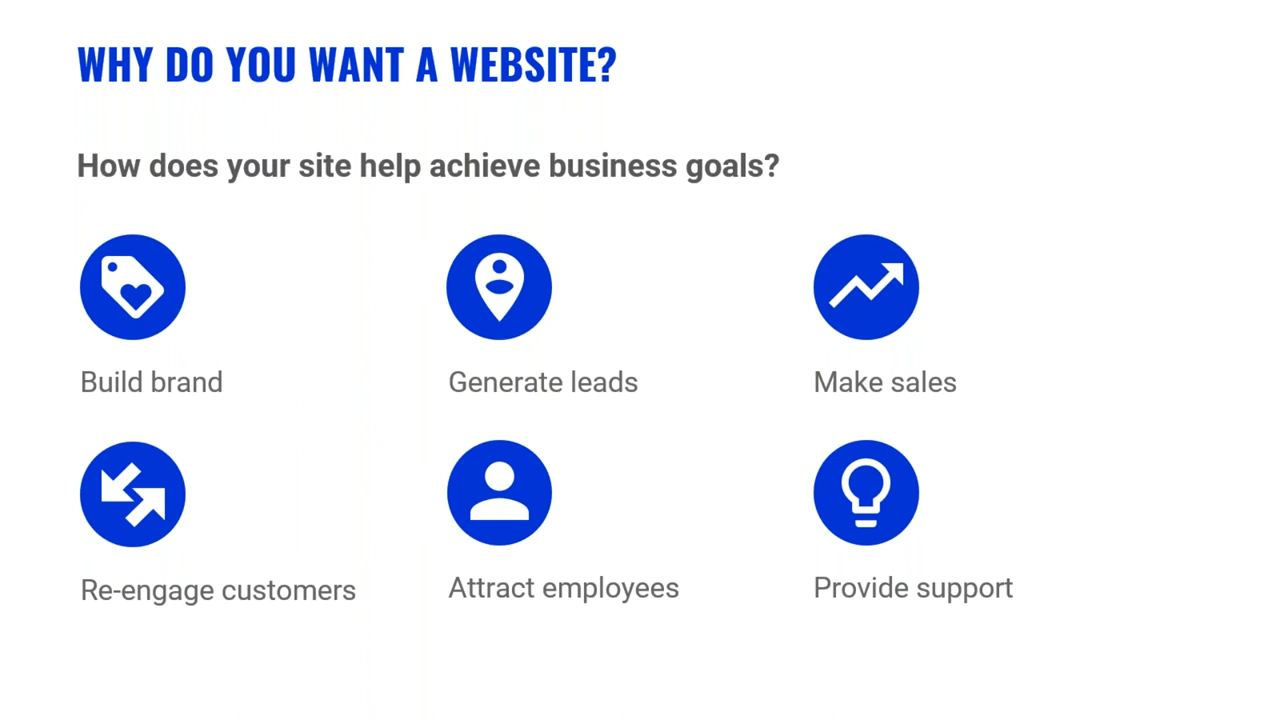 WHY DO YOU WANT A WEBSITE?
How does your site help achieve business goals?
Build brand
Generate leads
Make sales
Re-engage customers
Attract employees
Provide support